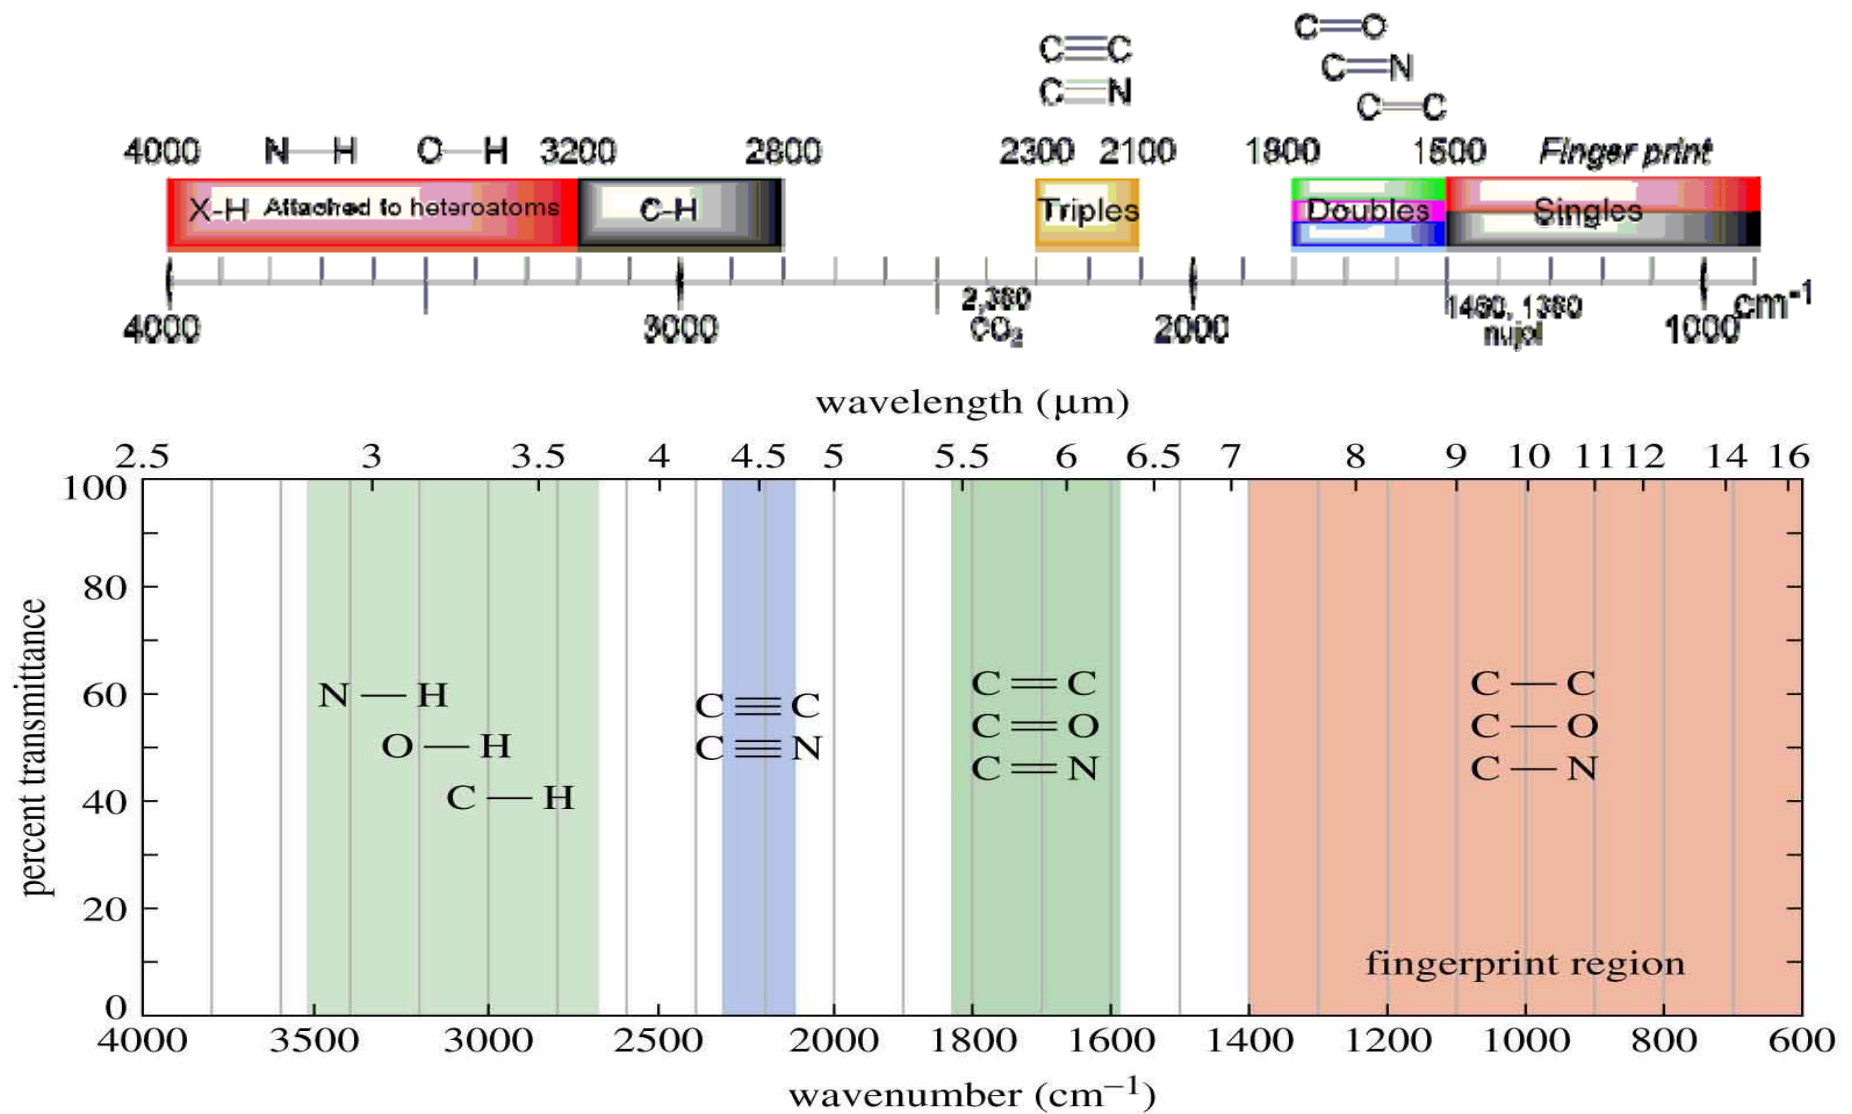 C=O
C≡C
C=N
C≡N
C=C
4000 N—H O—H 3200 2800 2300 2100 1800 1500 Finger print
X-H Attached to heteroatoms C-H Triples Doubles Singles
4000 3000 2,380 CO₂ 2000 1460, 1380 nujol 1000 cm⁻¹
wavelength (μm)
2.5 3 3.5 4 4.5 5 5.5 6 6.5 7 8 9 10 11 12 14 16
100
80
60
40
20
0
percent transmittance
N—H
O—H
C—H
C≡C
C≡N
C=C
C=O
C=N
C—C
C—O
C—N
fingerprint region
4000 3500 3000 2500 2000 1800 1600 1400 1200 1000 800 600
wavenumber (cm⁻¹)